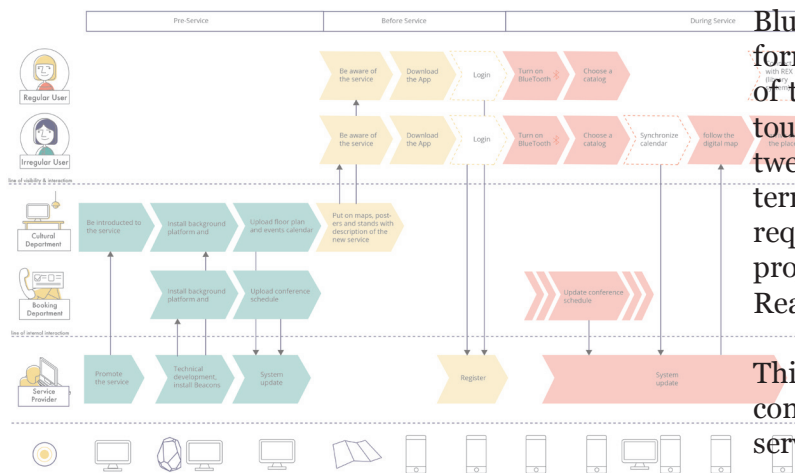 Pre-Service
Before Service
During Service
Regular User
Be aware of
the service
Download
the App
Login
Turn on
BlueTooth
Choose a
catalog
with REX
Irregular User
Be aware of
the service
Download
the App
Login
Turn on
BlueTooth
Choose a
catalog
Synchronize
calendar
follow the
digital map
the place
line of visibility & interaction
Cultural
Department
Be introducted to
the service
Install background
platform and
Upload floor plan
and events calendar
Put on maps, post-
ers and stands with
description of the
new service
Booking
Department
Install background
platform and
Upload conference
schedule
Update conference
schedule
line of internal interactions
Service
Provider
Promote
the service
Technical
development,
install Beacons
System
update
Register
System
update
Blu
for
of t
tou
twe
ter
req
pro
Rea
Thi
con
serv